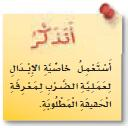 أَتَذَكَّرُ
أَسْتَعْمِلُ خَاصِّيَّةِ الإِبْدَالِ
لِعَمَلِيَّةِ الضَّرْبِ لِمَعْرِفَةِ
الحَقِيقَةِ المَطْلُوبَةِ.